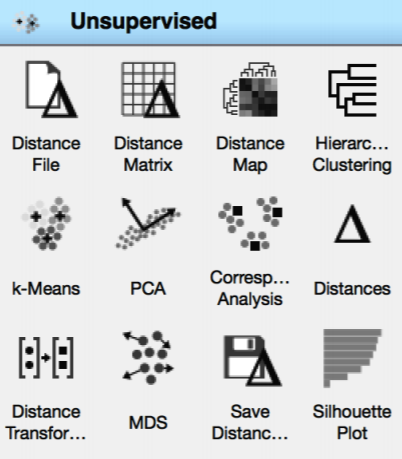 Unsupervised
Distance
File
Distance
Matrix
Distance
Map
Hierarc...
Clustering
k-Means
PCA
Corresp...
Analysis
Distances
Distance
Transfor...
MDS
Save
Distanc...
Silhouette
Plot